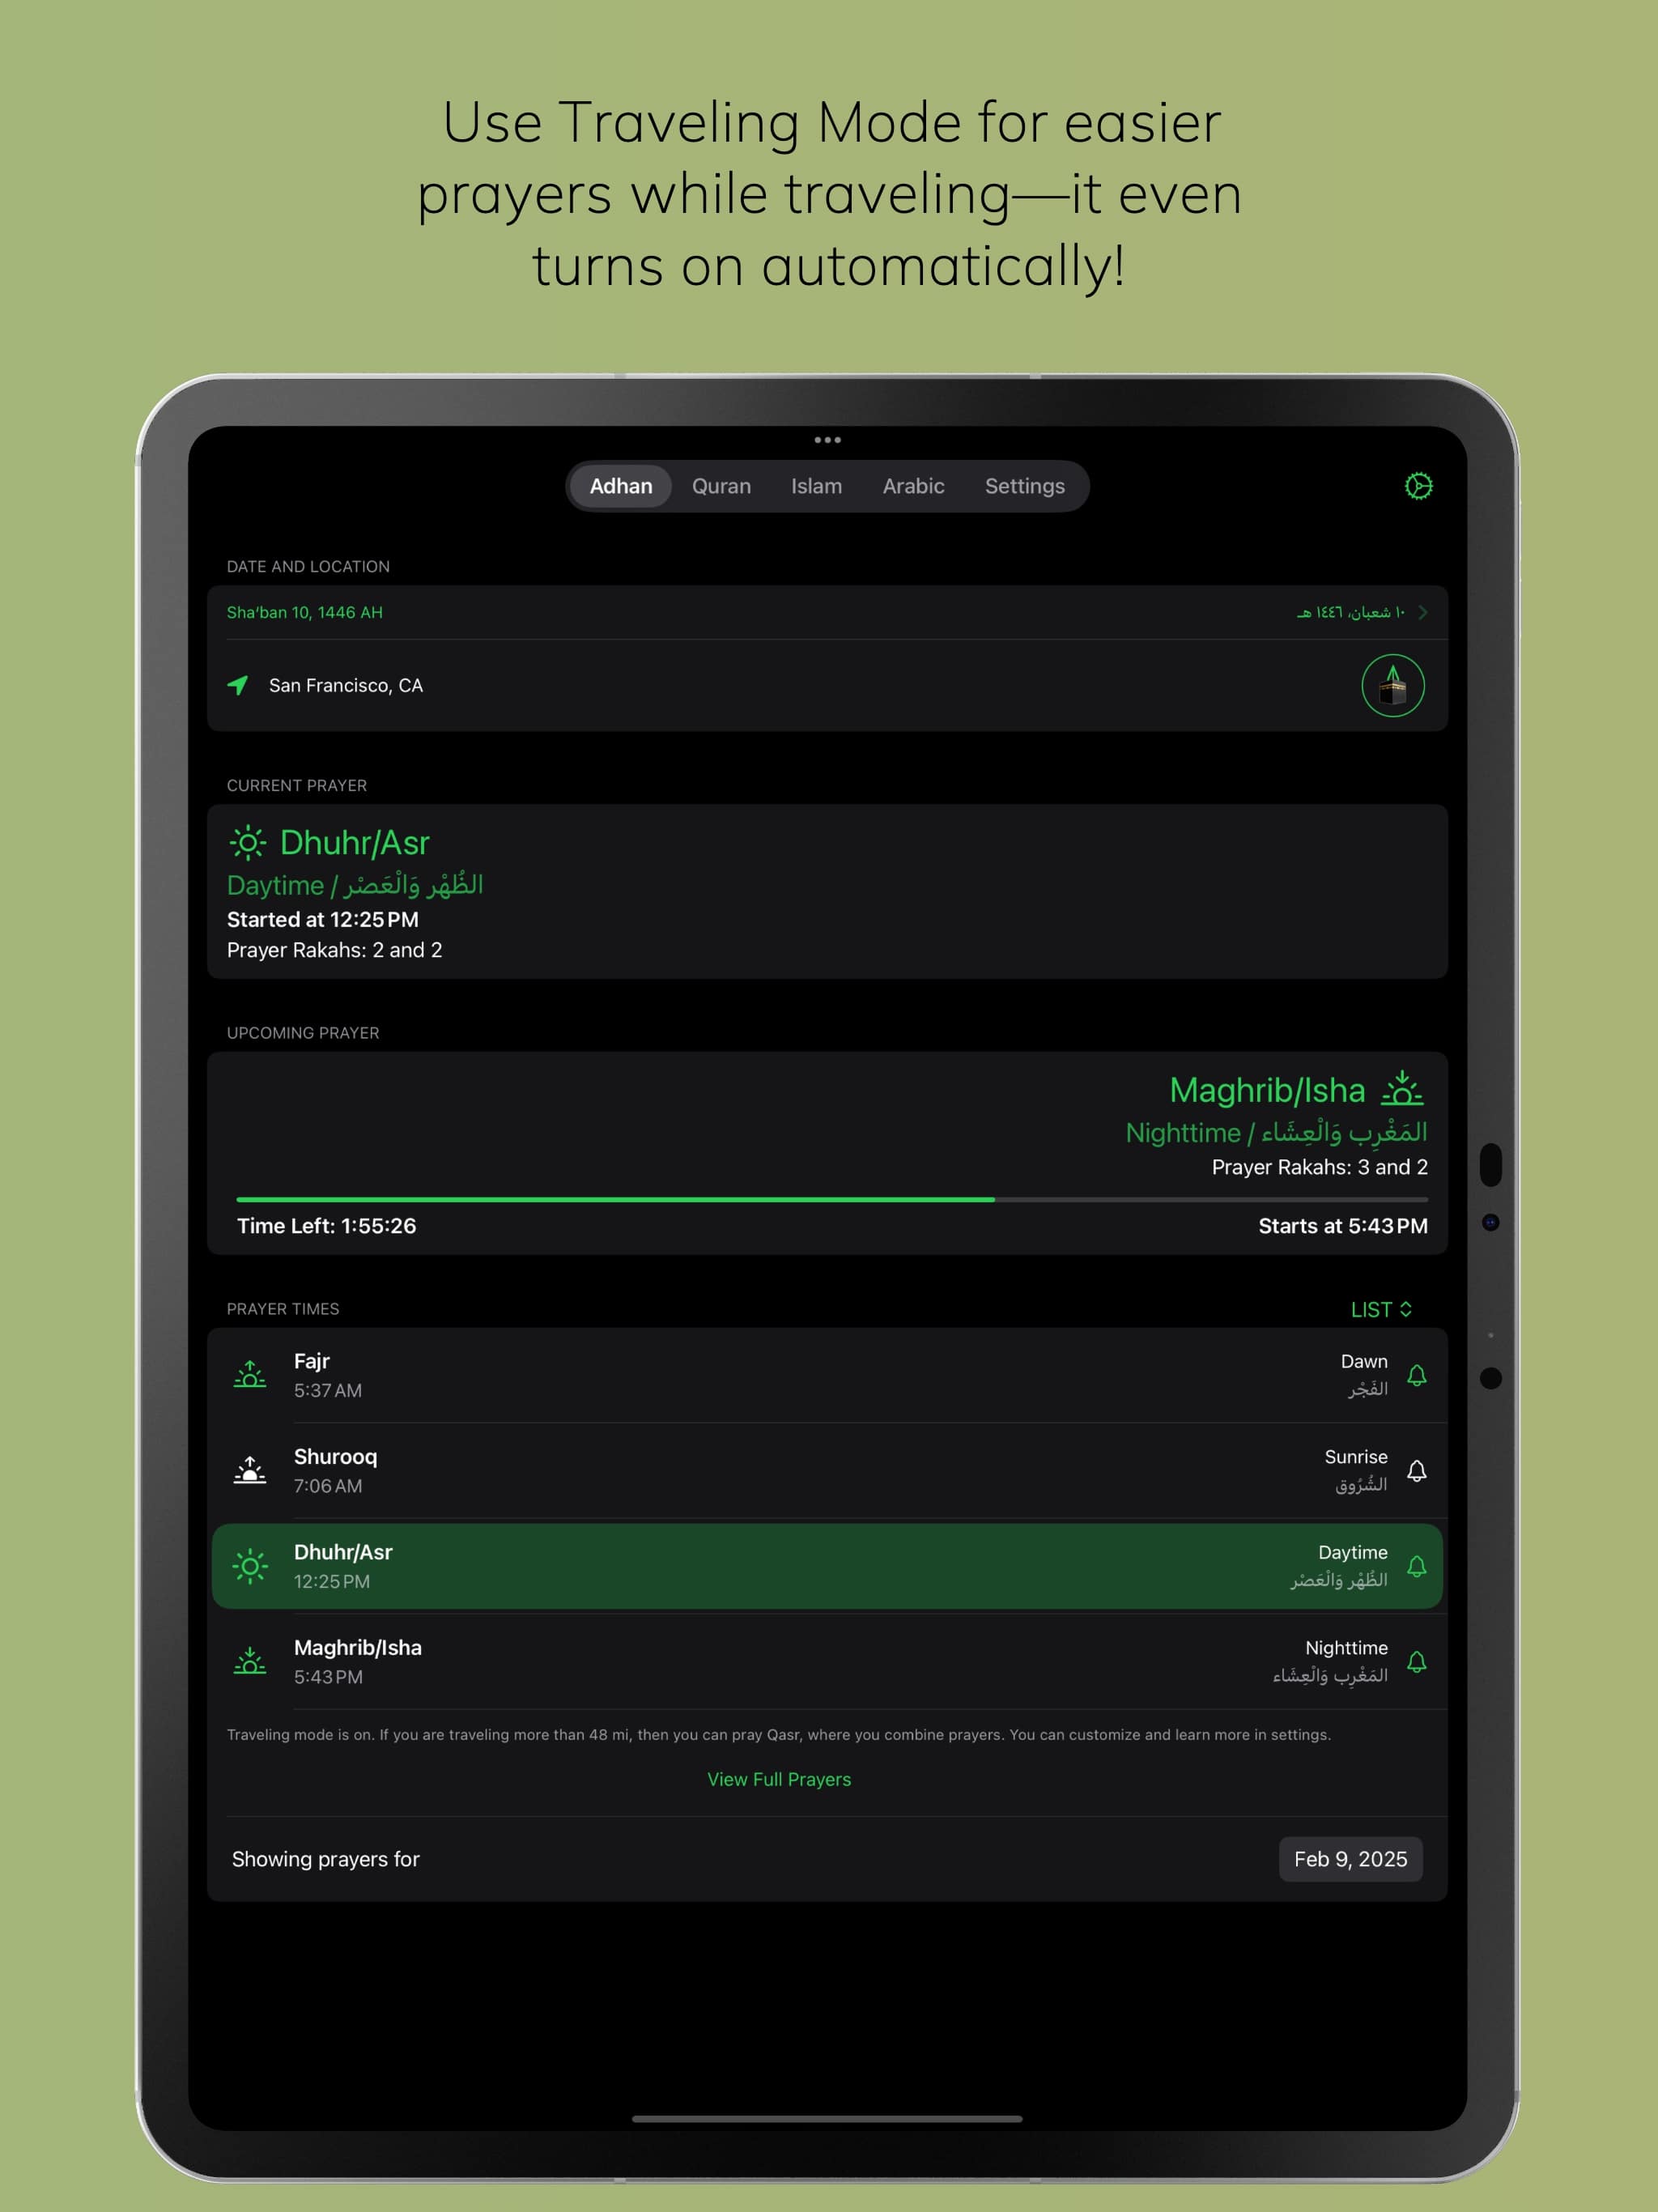 Use Traveling Mode for easier
prayers while traveling—it even
turns on automatically!
Adhan Quran Islam Arabic Settings
DATE AND LOCATION
Sha'ban 10, 1446 AH ١٠ شعبان، ١٤٤٦ هـ
San Francisco, CA
CURRENT PRAYER
Dhuhr/Asr
Daytime / الظُّهْر وَالْعَصْر
Started at 12:25 PM
Prayer Rakahs: 2 and 2
UPCOMING PRAYER
Maghrib/Isha
Nighttime / المَغْرِب وَالْعِشَاء
Prayer Rakahs: 3 and 2
Time Left: 1:55:26 Starts at 5:43 PM
PRAYER TIMES LIST
Fajr Dawn
5:37 AM الفَجْر
Shurooq Sunrise
7:06 AM الشُّرُوق
Dhuhr/Asr Daytime
12:25 PM الظُّهْر وَالْعَصْر
Maghrib/Isha Nighttime
5:43 PM المَغْرِب وَالْعِشَاء
Traveling mode is on. If you are traveling more than 48 mi, then you can pray Qasr, where you combine prayers. You can customize and learn more in settings.
View Full Prayers
Showing prayers for Feb 9, 2025